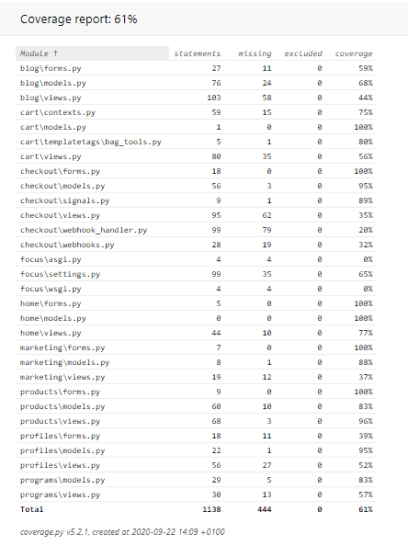 Coverage report: 61%
Module ↑ statements missing excluded coverage
blog\forms.py 27 11 0 59%
blog\models.py 76 24 0 68%
blog\views.py 103 58 0 44%
cart\contexts.py 59 15 0 75%
cart\models.py 1 0 0 100%
cart\templatetags\bag_tools.py 5 1 0 80%
cart\views.py 80 35 0 56%
checkout\forms.py 18 0 0 100%
checkout\models.py 56 3 0 95%
checkout\signals.py 9 1 0 89%
checkout\views.py 95 62 0 35%
checkout\webhook_handler.py 99 79 0 20%
checkout\webhooks.py 28 19 0 32%
focus\asgi.py 4 4 0 0%
focus\settings.py 99 35 0 65%
focus\wsgi.py 4 4 0 0%
home\forms.py 5 0 0 100%
home\models.py 0 0 0 100%
home\views.py 44 10 0 77%
marketing\forms.py 7 0 0 100%
marketing\models.py 8 1 0 88%
marketing\views.py 19 12 0 37%
products\forms.py 9 0 0 100%
products\models.py 60 10 0 83%
products\views.py 68 3 0 96%
profiles\forms.py 18 11 0 39%
profiles\models.py 22 1 0 95%
profiles\views.py 56 27 0 52%
programs\models.py 29 5 0 83%
programs\views.py 30 13 0 57%
Total 1138 444 0 61%
coverage.py v5.2.1, created at 2020-09-22 14:09 +0100